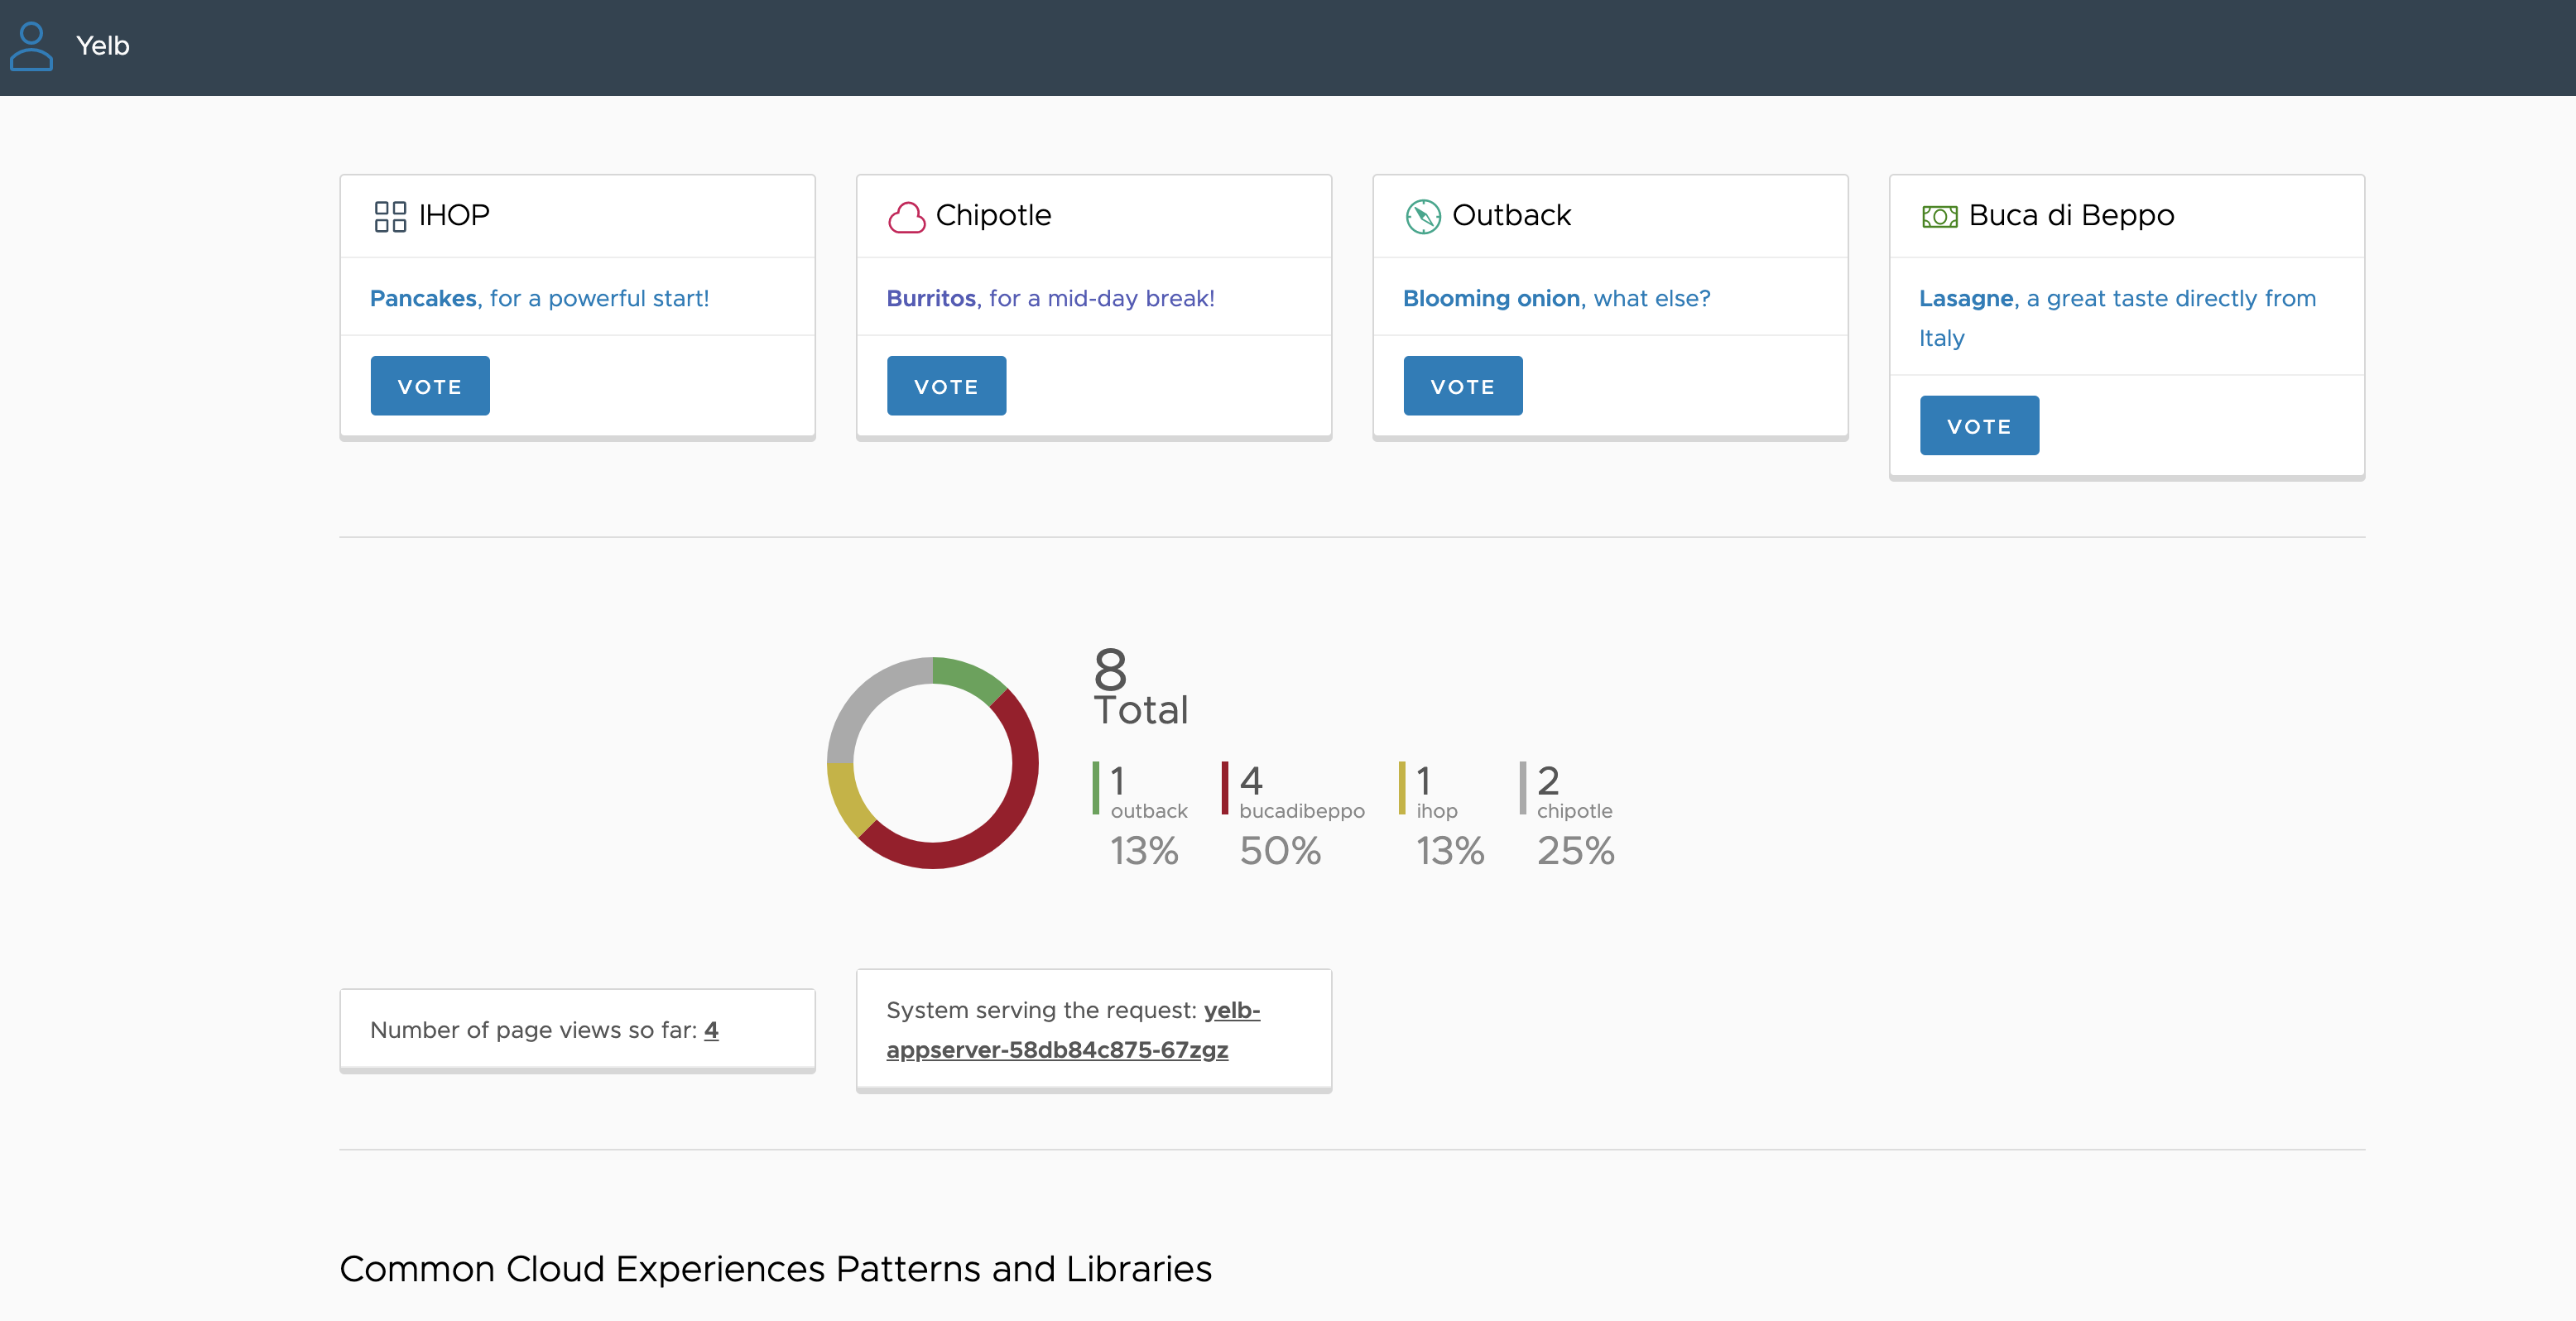 Yelb
IHOP
Pancakes, for a powerful start!
VOTE
Chipotle
Burritos, for a mid-day break!
VOTE
Outback
Blooming onion, what else?
VOTE
Buca di Beppo
Lasagne, a great taste directly from
Italy
VOTE
8
Total
1
outback
13%
4
bucadibeppo
50%
1
ihop
13%
2
chipotle
25%
Number of page views so far: 4
System serving the request: yelb-
appserver-58db84c875-67zgz
Common Cloud Experiences Patterns and Libraries